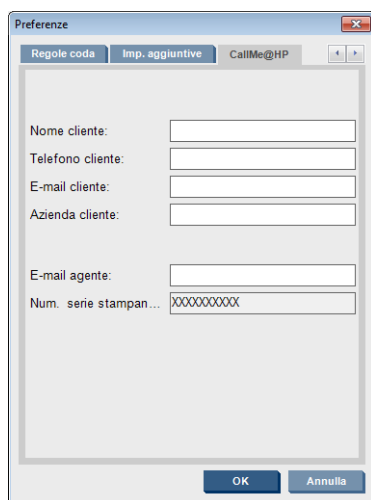 Preferenze
Regole coda Imp. aggiuntive CallMe@HP
Nome cliente:
Telefono cliente:
E-mail cliente:
Azienda cliente:
E-mail agente:
Num. serie stampan... XXXXXXXXXX
OK Annulla